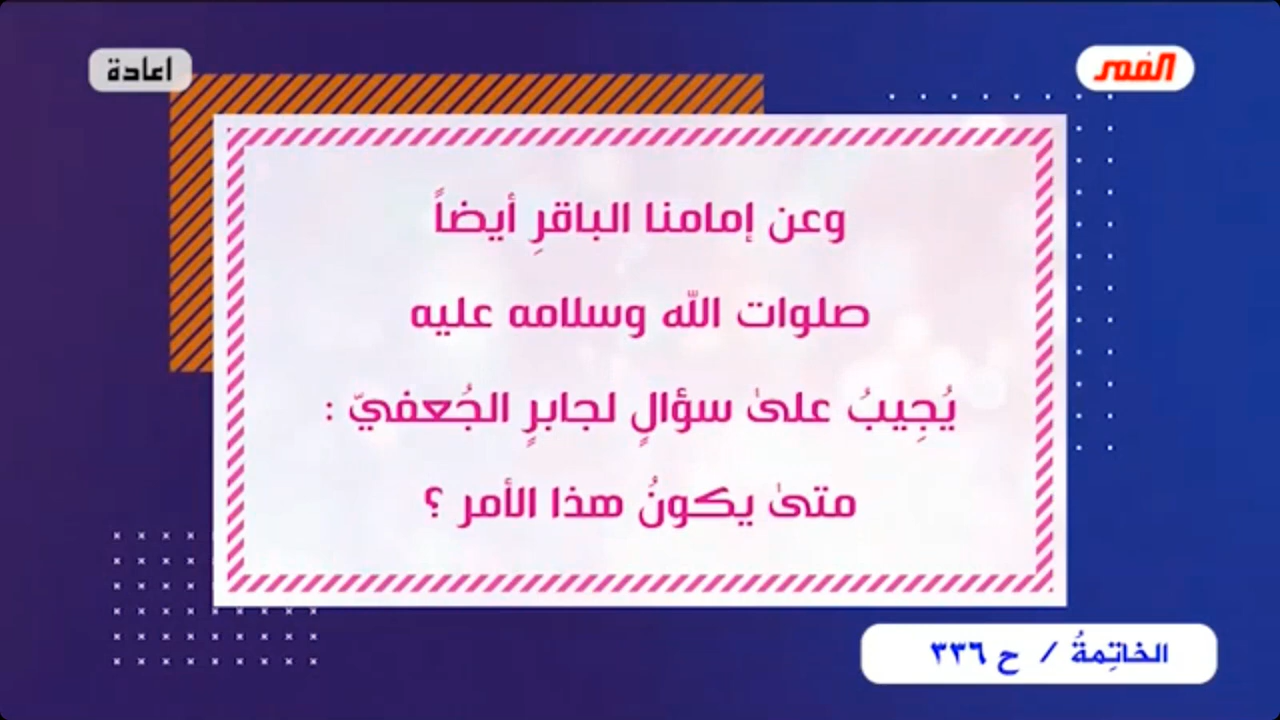 القمر
اعادة
وعن إمامنا الباقرِ أيضاً
صلوات اللّه وسلامه عليه
يُجِيبُ علىٰ سؤالٍ لجابرٍ الجُعفيّ :
متىٰ يكونُ هذا الأمر ؟
الخاتِمةُ / ح ٣٣٦